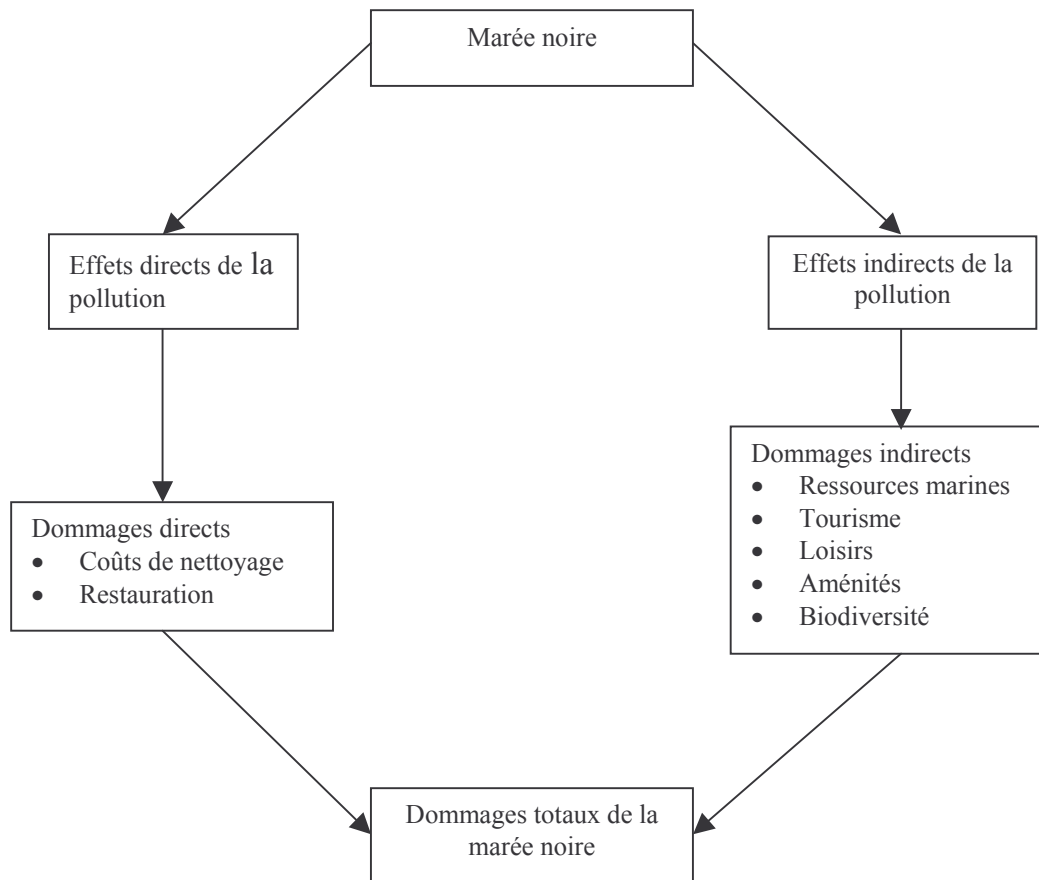 Marée noire
Effets directs de la
pollution
Effets indirects de la
pollution
Dommages directs
• Coûts de nettoyage
• Restauration
Dommages indirects
• Ressources marines
• Tourisme
• Loisirs
• Aménités
• Biodiversité
Dommages totaux de la
marée noire